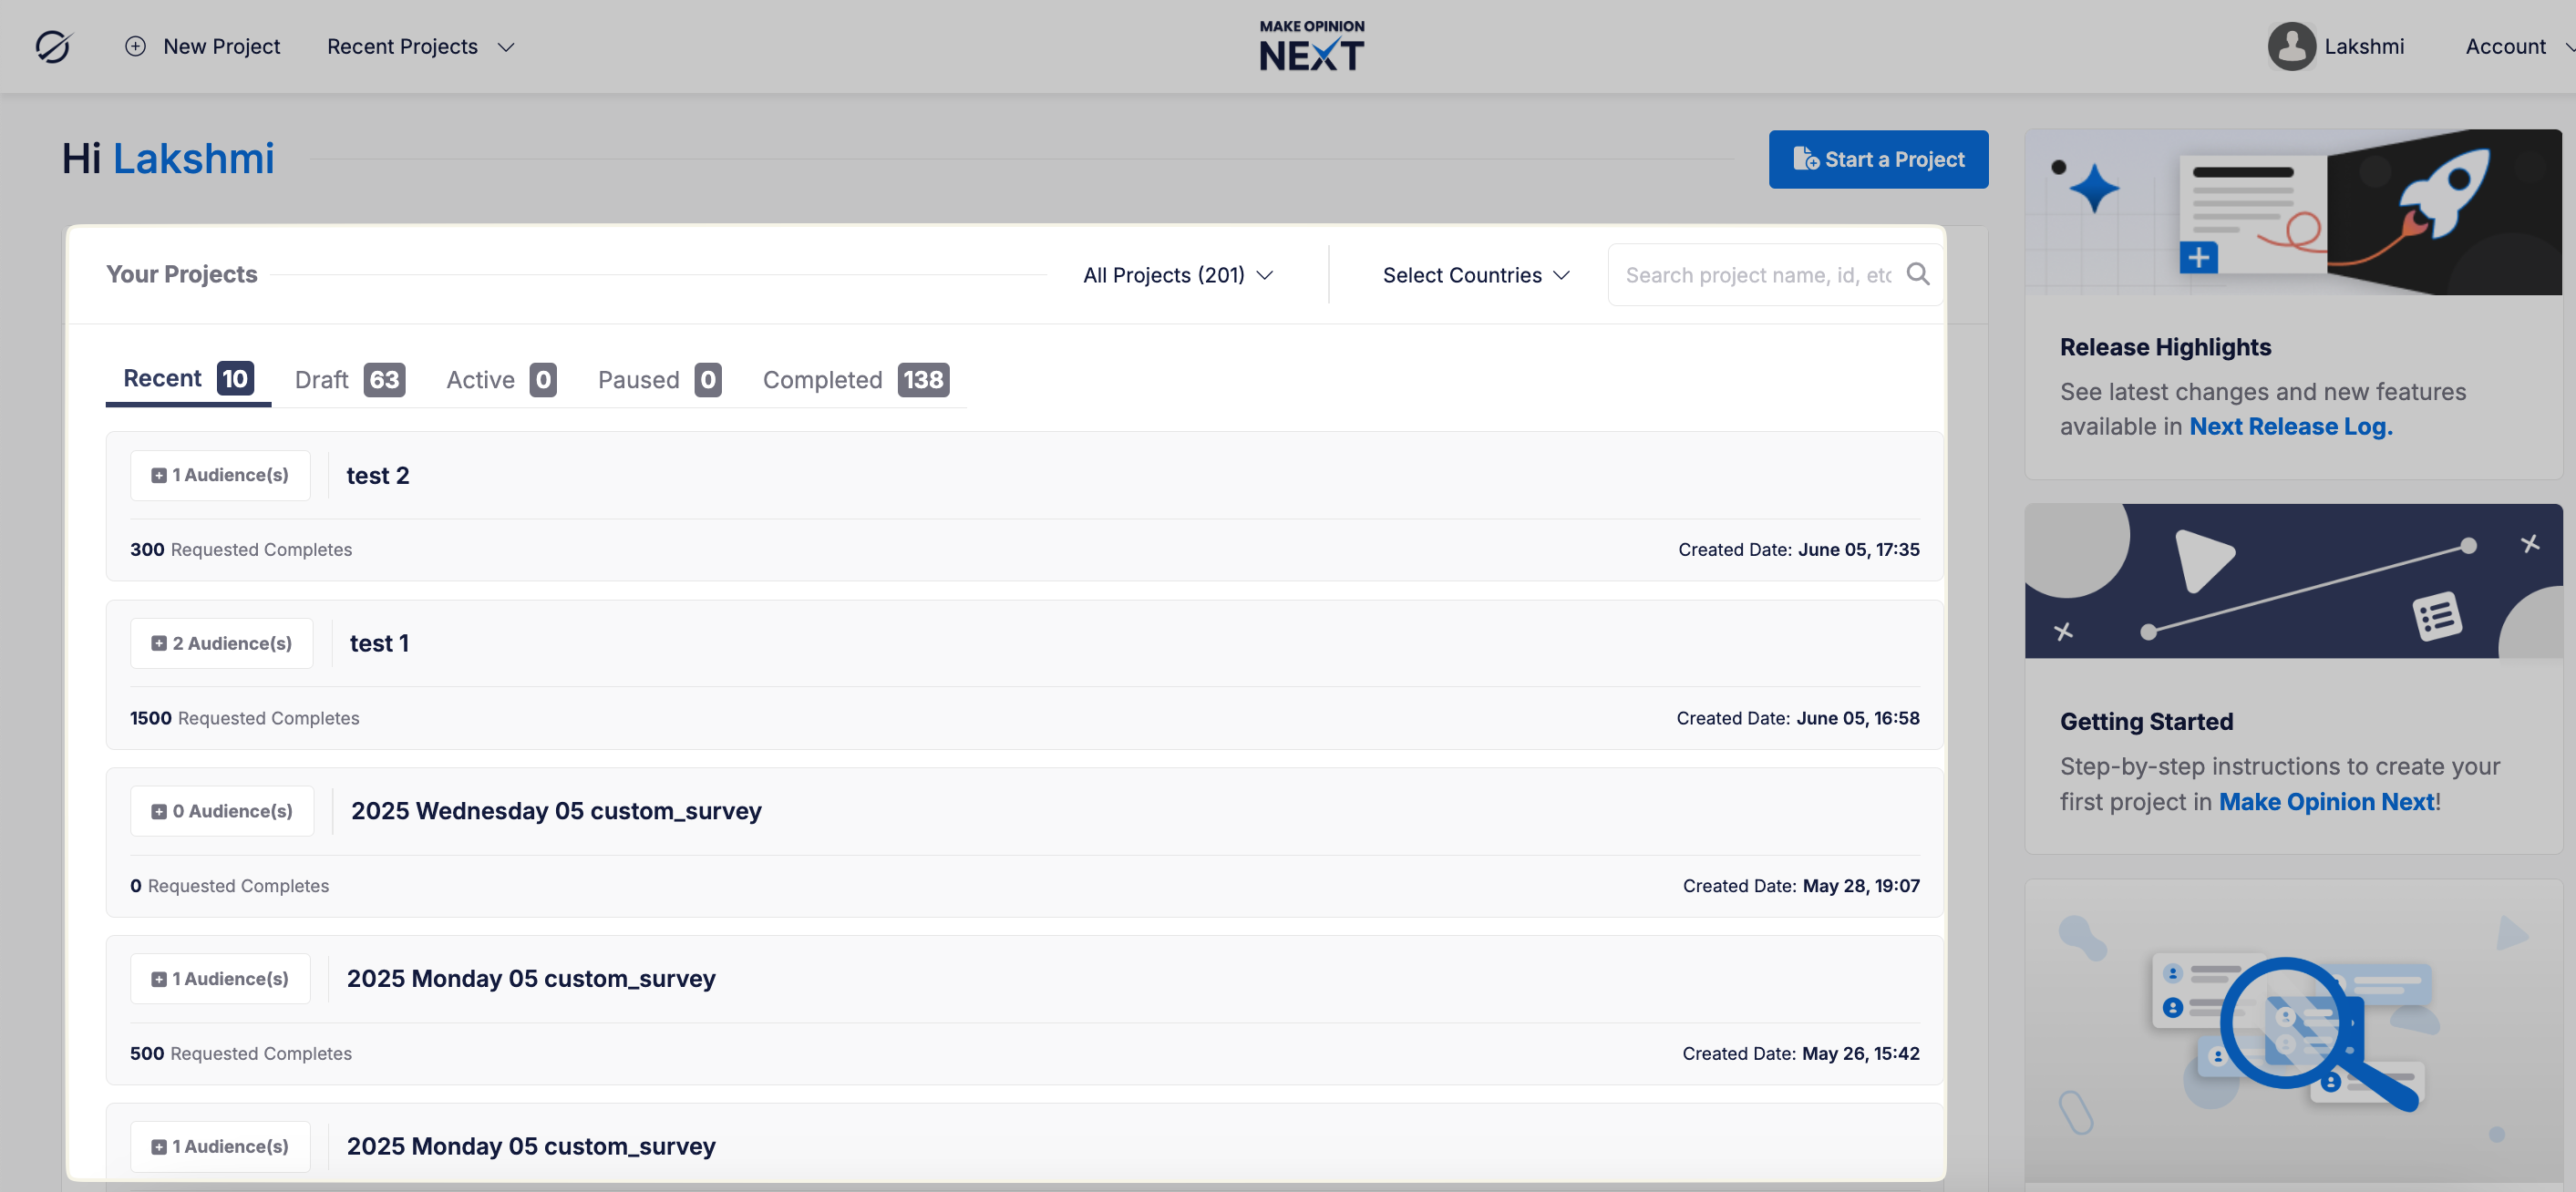 New Project
Recent Projects
MAKE OPINION
NEXT
Lakshmi
Account
Hi Lakshmi
Start a Project
Your Projects
All Projects (201)
Select Countries
Search project name, id, etc
Recent 10
Draft 63
Active 0
Paused 0
Completed 138
1 Audience(s)
test 2
300 Requested Completes
Created Date: June 05, 17:35
2 Audience(s)
test 1
1500 Requested Completes
Created Date: June 05, 16:58
0 Audience(s)
2025 Wednesday 05 custom_survey
0 Requested Completes
Created Date: May 28, 19:07
1 Audience(s)
2025 Monday 05 custom_survey
500 Requested Completes
Created Date: May 26, 15:42
1 Audience(s)
2025 Monday 05 custom_survey
Release Highlights
See latest changes and new features
available in Next Release Log.
Getting Started
Step-by-step instructions to create your
first project in Make Opinion Next!